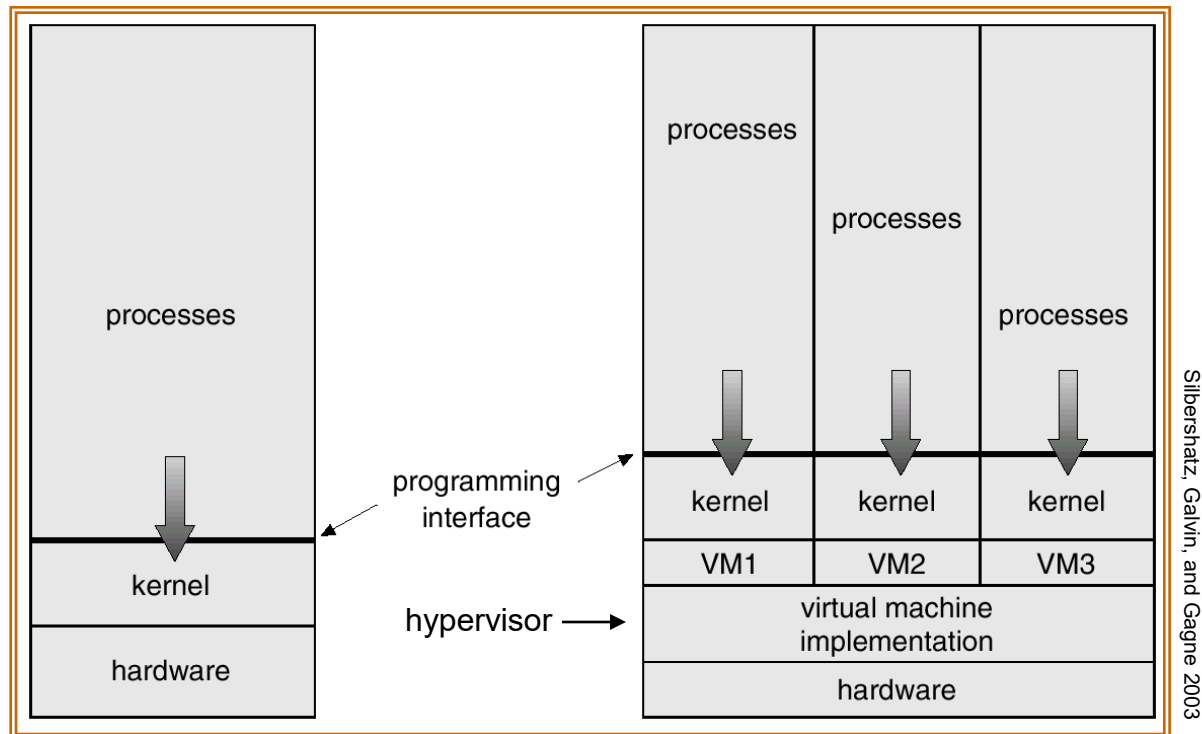 processes
kernel
hardware
programming
interface
hypervisor
processes
processes
processes
kernel
kernel
kernel
VM1
VM2
VM3
virtual machine
implementation
hardware
Silbershatz, Galvin, and Gagne 2003